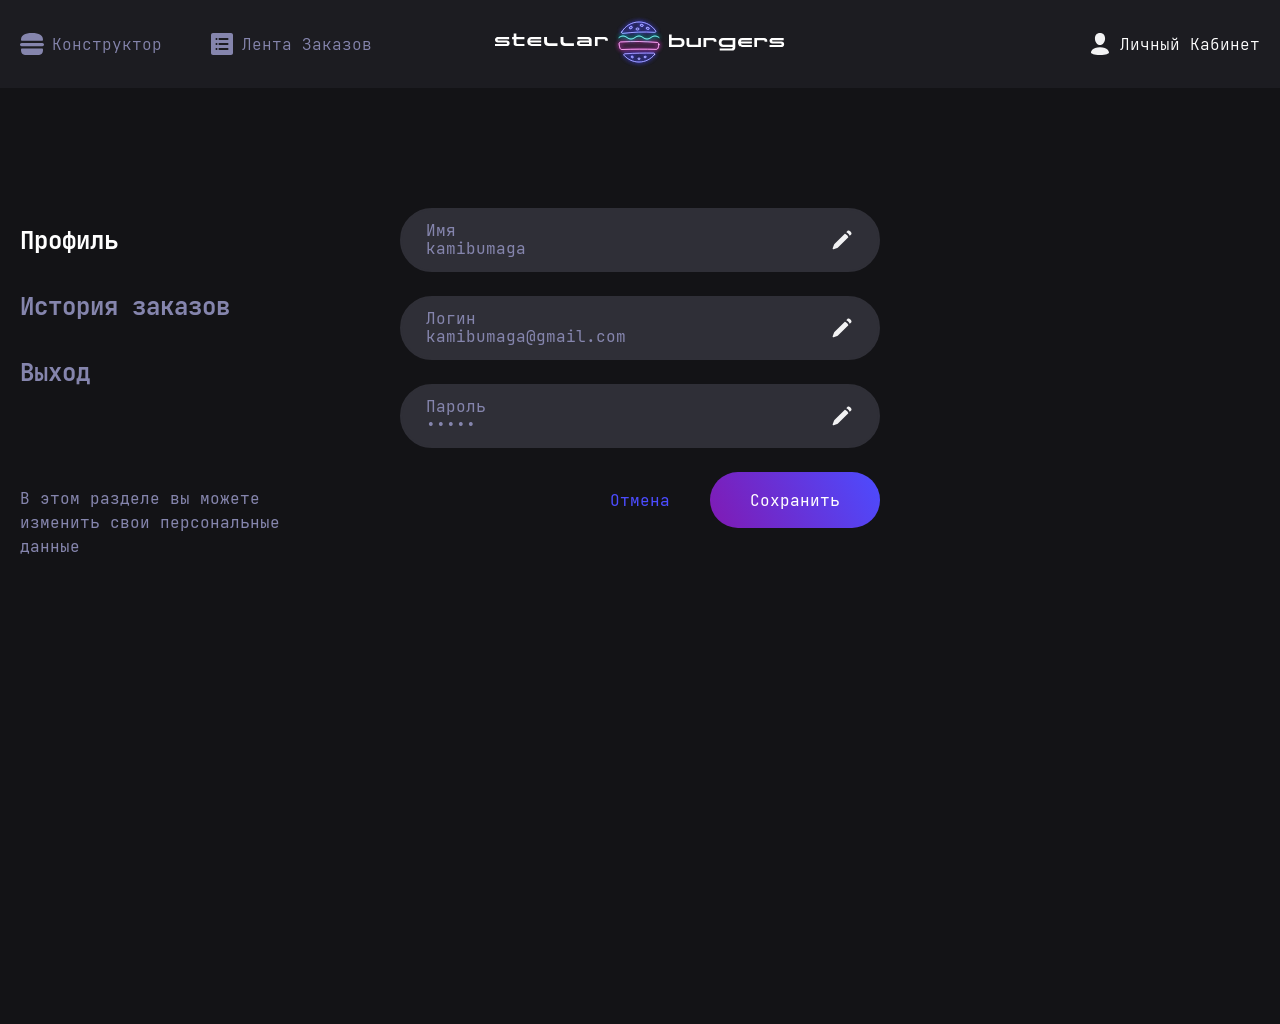 Конструктор
Лента Заказов
stellar burgers
Личный Кабинет
Профиль
История заказов
Выход
В этом разделе вы можете
изменить свои персональные
данные
Имя
kamibumaga
Логин
kamibumaga@gmail.com
Пароль
•••••
Отмена
Сохранить